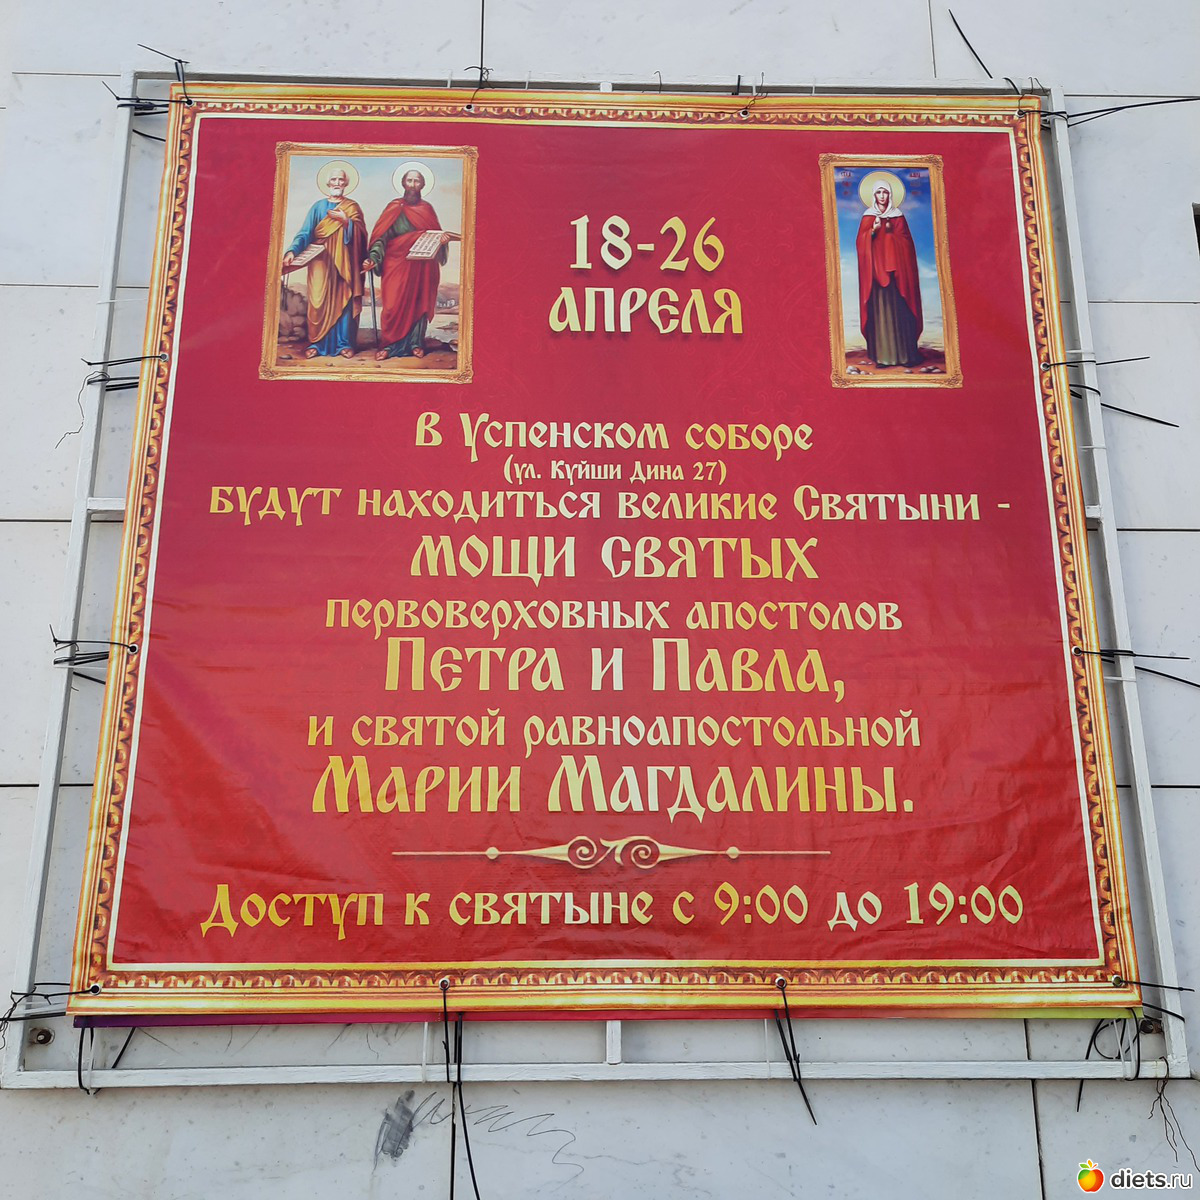 18-26
АПРЕЛЯ
В Успенском соборе
(ул. Куйши Дина 27)
будут находиться великие Святыни -
мощи святых
первоверховных апостолов
Петра и Павла,
и святой равноапостольной
Марии Магдалины.
Доступ к святыне с 9:00 до 19:00
diets.ru